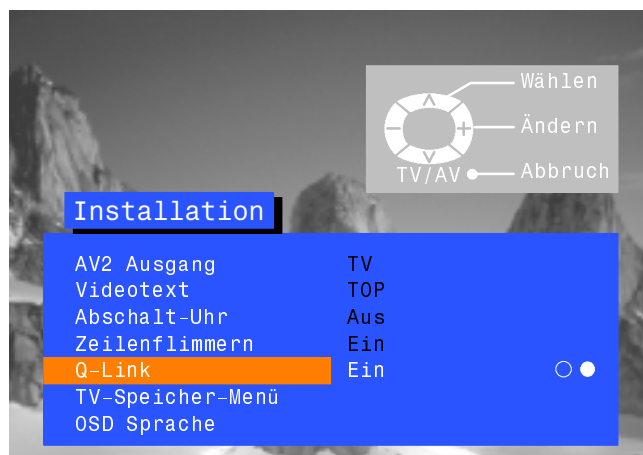 Wählen
Ändern
TV/AV Abbruch
Installation
AV2 Ausgang TV
Videotext TOP
Abschalt-Uhr Aus
Zeilenflimmern Ein
Q-Link Ein
TV-Speicher-Menü
OSD Sprache